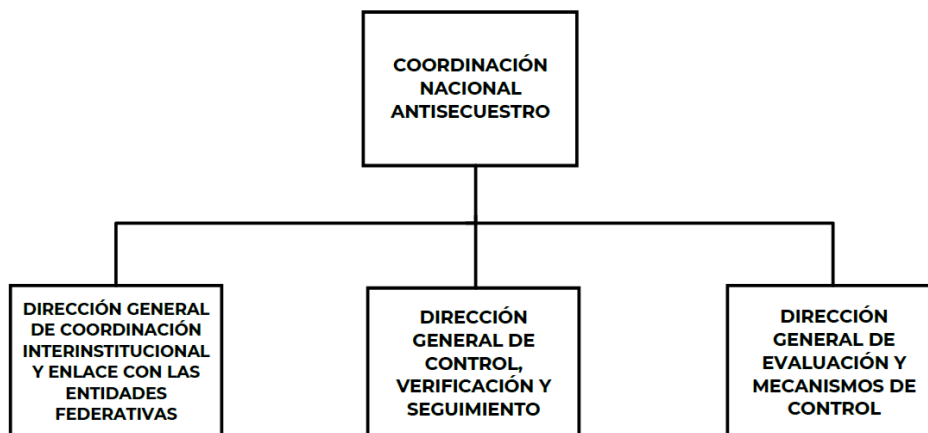 COORDINACIÓN
NACIONAL
ANTISECUESTRO
DIRECCIÓN GENERAL
DE COORDINACIÓN
INTERINSTITUCIONAL
Y ENLACE CON LAS
ENTIDADES
FEDERATIVAS
DIRECCIÓN
GENERAL DE
CONTROL,
VERIFICACIÓN Y
SEGUIMIENTO
DIRECCIÓN
GENERAL DE
EVALUACIÓN Y
MECANISMOS DE
CONTROL